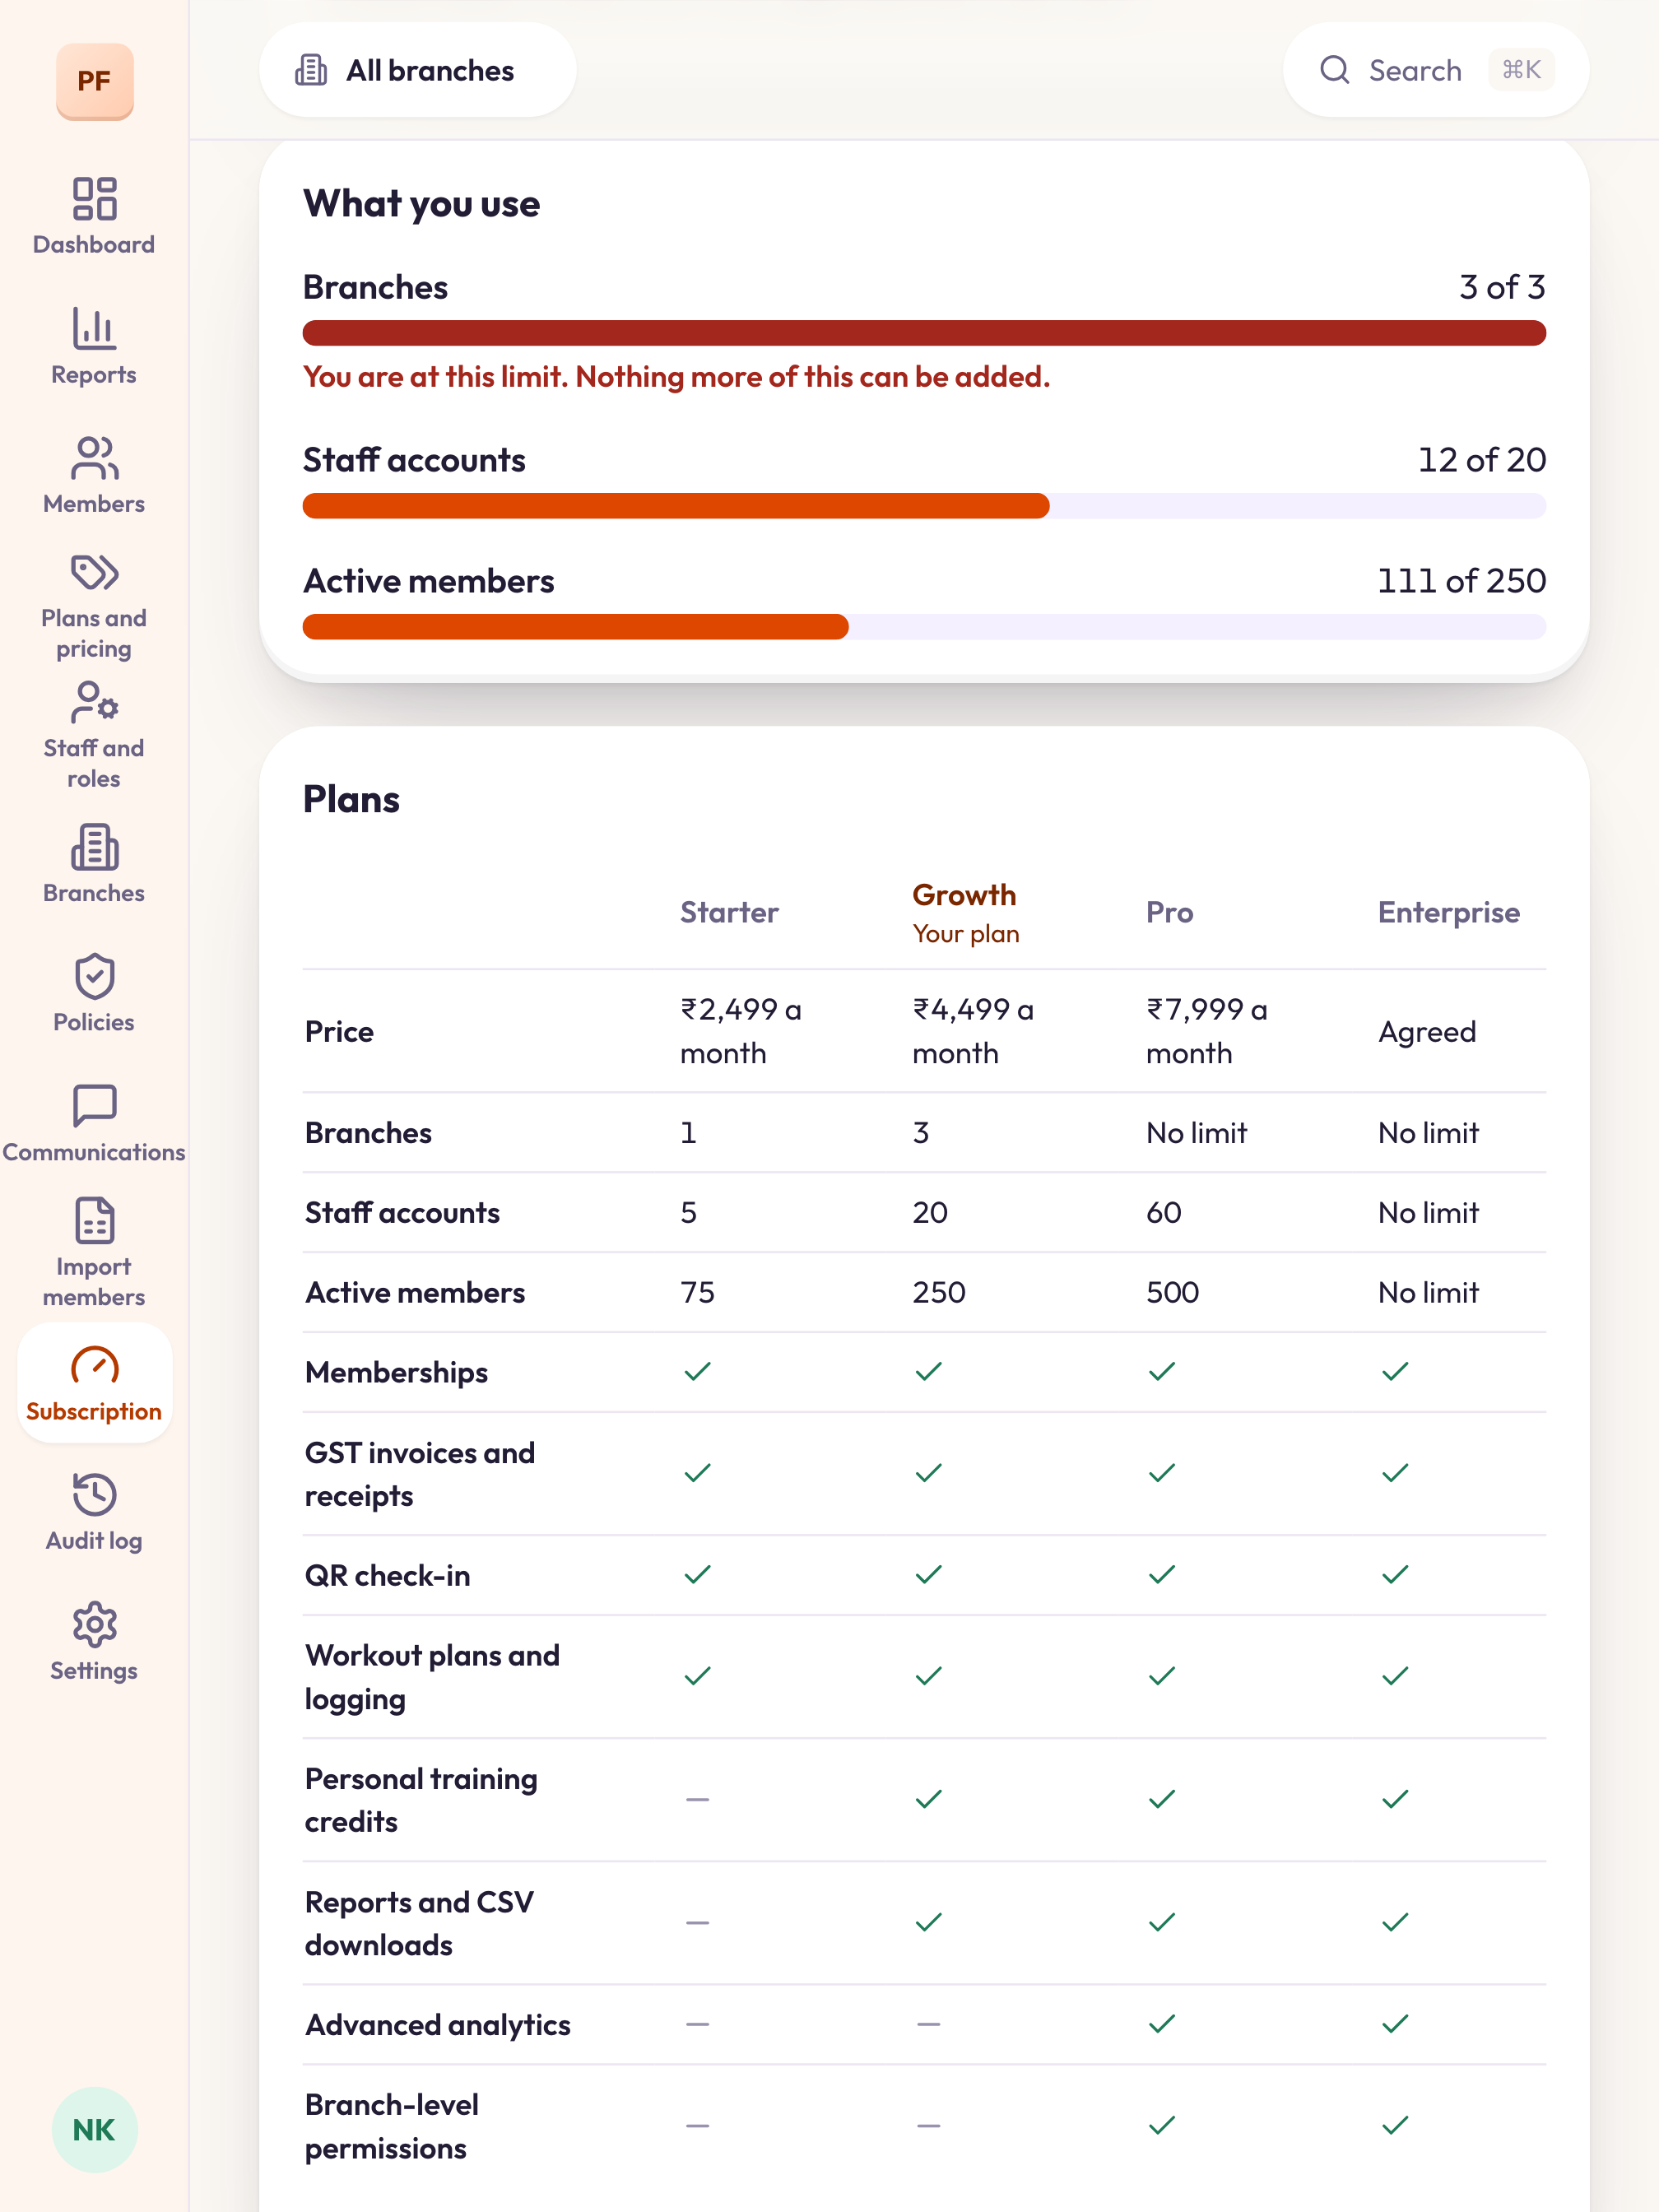 PF
All branches
Search ⌘K
Dashboard
Reports
Members
Plans and
pricing
Staff and
roles
Branches
Policies
Communications
Import
members
Subscription
Audit log
Settings
NK
What you use
Branches 3 of 3
You are at this limit. Nothing more of this can be added.
Staff accounts 12 of 20
Active members 111 of 250
Plans
Starter Growth Pro Enterprise
Your plan
Price ₹2,499 a month ₹4,499 a month ₹7,999 a month Agreed
Branches 1 3 No limit No limit
Staff accounts 5 20 60 No limit
Active members 75 250 500 No limit
Memberships
GST invoices and
receipts
QR check-in
Workout plans and
logging
Personal training
credits
Reports and CSV
downloads
Advanced analytics
Branch-level
permissions